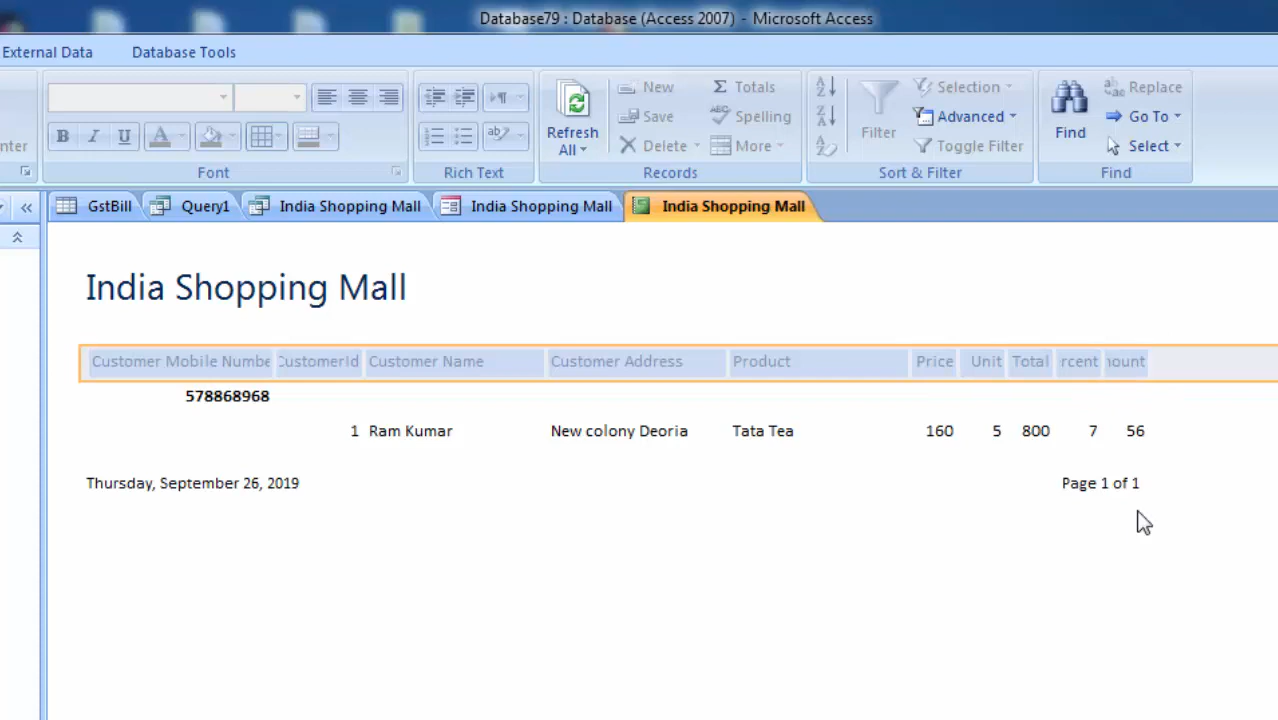 Database79 : Database (Access 2007) - Microsoft Access
External Data Database Tools
New Totals Selection Replace
Save Spelling Advanced Go To
Refresh All Delete More Filter Toggle Filter Find Select
B I U A
Font Rich Text Records Sort & Filter Find
GstBill Query1 India Shopping Mall India Shopping Mall India Shopping Mall
India Shopping Mall
Customer Mobile Numbe CustomerId Customer Name Customer Address Product Price Unit Total rcent nount
578868968
1 Ram Kumar New colony Deoria Tata Tea 160 5 800 7 56
Thursday, September 26, 2019 Page 1 of 1